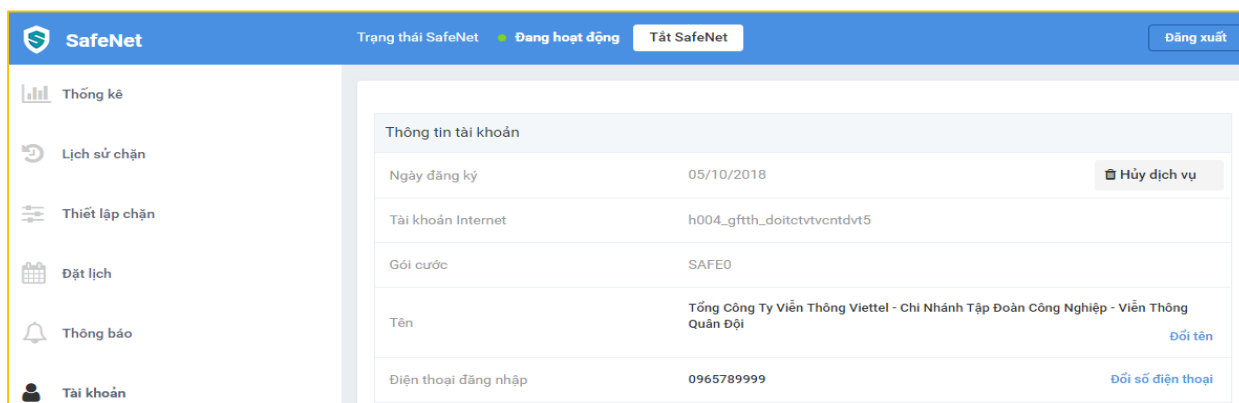 SafeNet
Trạng thái SafeNet Đang hoạt động Tắt SafeNet Đăng xuất
Thống kê
Lịch sử chặn
Thiết lập chặn
Đặt lịch
Thông báo
Tài khoản
Thông tin tài khoản
Ngày đăng ký 05/10/2018 Hủy dịch vụ
Tài khoản Internet h004_gftth_doitctvtvcntdvt5
Gói cước SAFE0
Tên Tổng Công Ty Viễn Thông Viettel - Chi Nhánh Tập Đoàn Công Nghiệp - Viễn Thông
Quân Đội
Đổi tên
Điện thoại đăng nhập 0965789999 Đổi số điện thoại